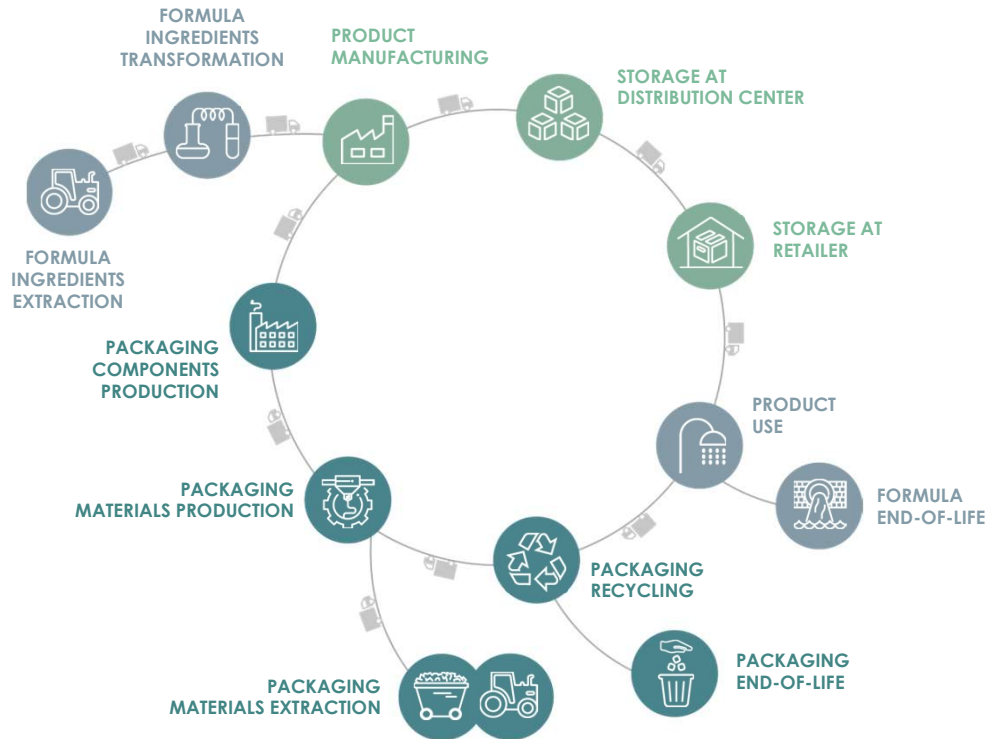 FORMULA
INGREDIENTS
TRANSFORMATION
PRODUCT
MANUFACTURING
STORAGE AT
DISTRIBUTION CENTER
STORAGE AT
RETAILER
FORMULA
INGREDIENTS
EXTRACTION
PACKAGING
COMPONENTS
PRODUCTION
PRODUCT
USE
PACKAGING
MATERIALS PRODUCTION
FORMULA
END-OF-LIFE
PACKAGING
RECYCLING
PACKAGING
MATERIALS EXTRACTION
PACKAGING
END-OF-LIFE